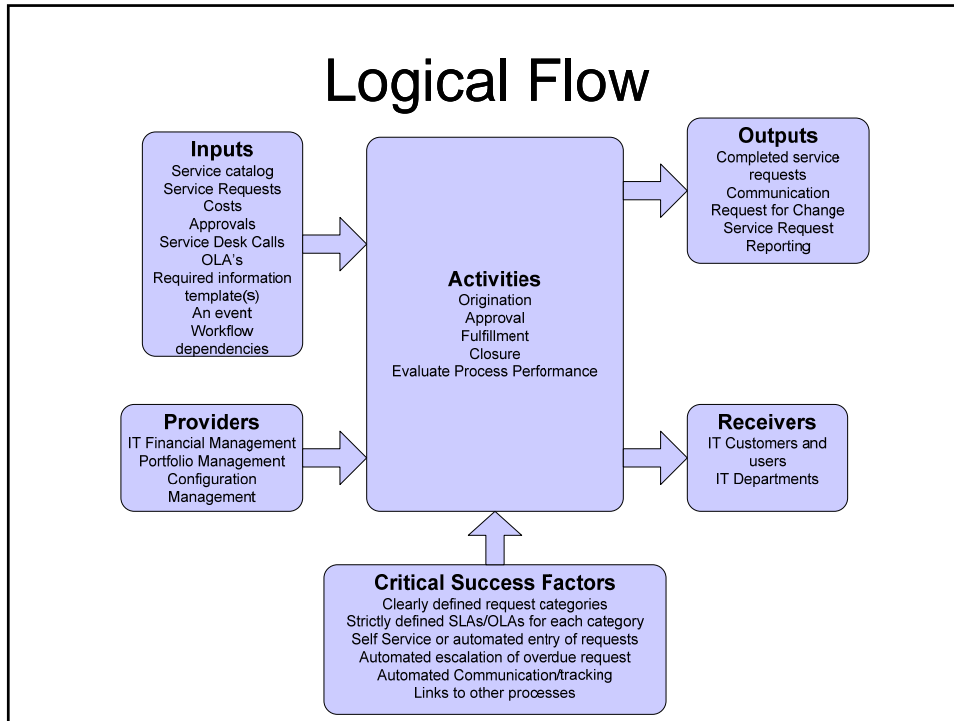 Logical Flow
Inputs
Service catalog
Service Requests
Costs
Approvals
Service Desk Calls
OLA's
Required information
template(s)
An event
Workflow
dependencies
Activities
Origination
Approval
Fulfillment
Closure
Evaluate Process Performance
Outputs
Completed service
requests
Communication
Request for Change
Service Request
Reporting
Providers
IT Financial Management
Portfolio Management
Configuration
Management
Receivers
IT Customers and
users
IT Departments
Critical Success Factors
Clearly defined request categories
Strictly defined SLAs/OLAs for each category
Self Service or automated entry of requests
Automated escalation of overdue request
Automated Communication/tracking
Links to other processes